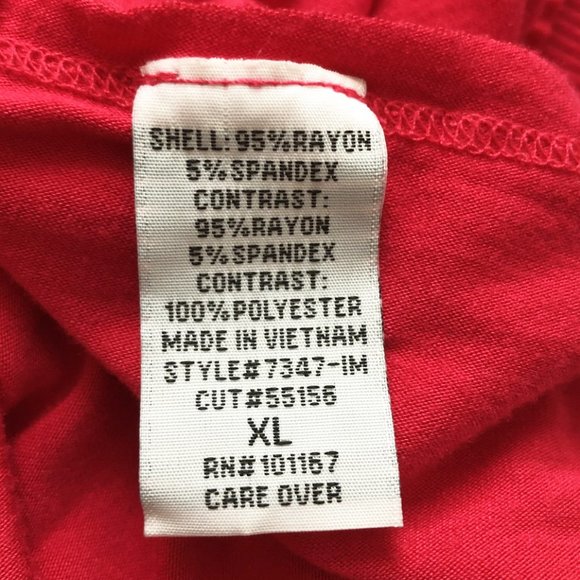 SHELL: 95%RAYON
5%SPANDEX
CONTRAST:
95%RAYON
5%SPANDEX
CONTRAST:
100%POLYESTER
MADE IN VIETNAM
STYLE#7347-IM
CUT#55156
XL
RN#101167
CARE OVER